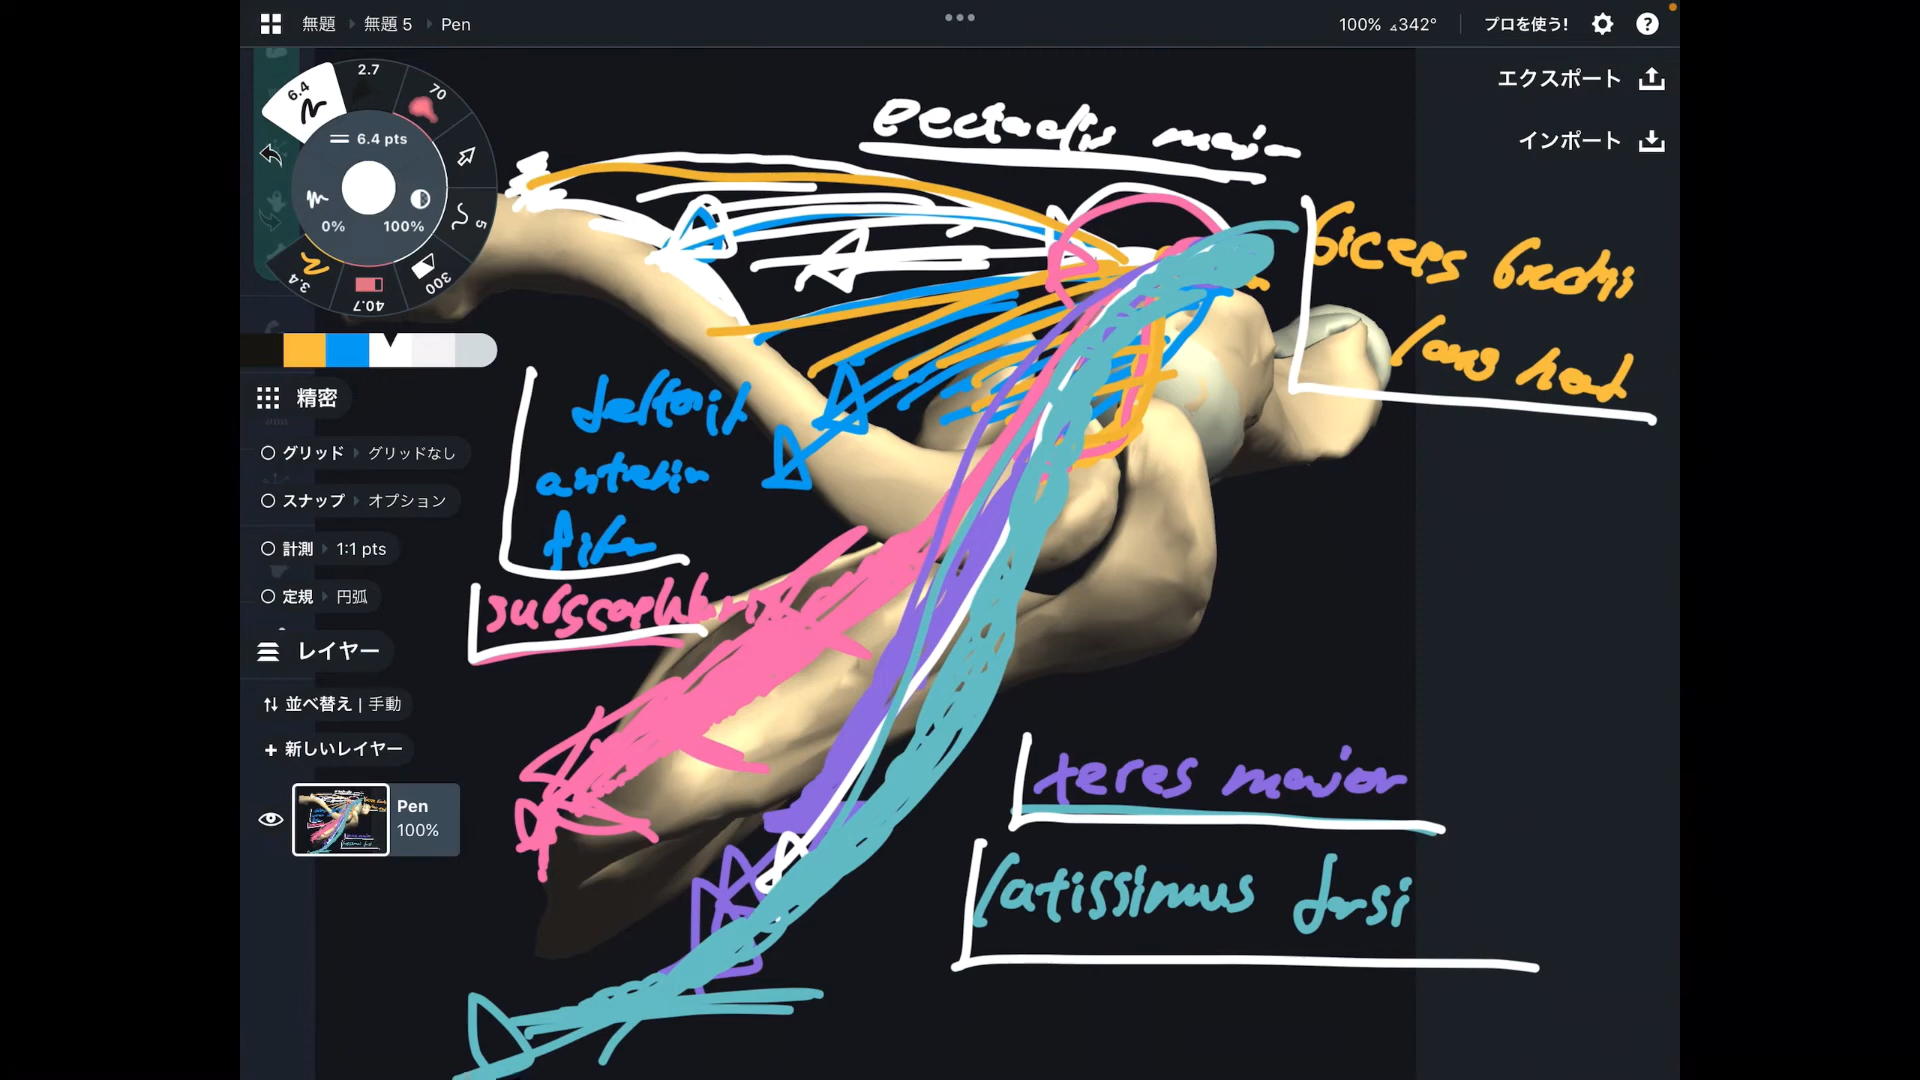 無題 無題 5 Pen
100% ⊿342°
プロを使う!
エクスポート
インポート
2.7
6.4
70
6.4 pts
5
0% 100%
3.4
40.7
300
Pectoralis major
biceps brachii
long head
deltoid
anterior
fiber
subscapularis
teres major
latissimus dorsi
精密
グリッド グリッドなし
スナップ オプション
計測 1:1 pts
定規 円弧
レイヤー
並べ替え | 手動
+ 新しいレイヤー
Pen
100%